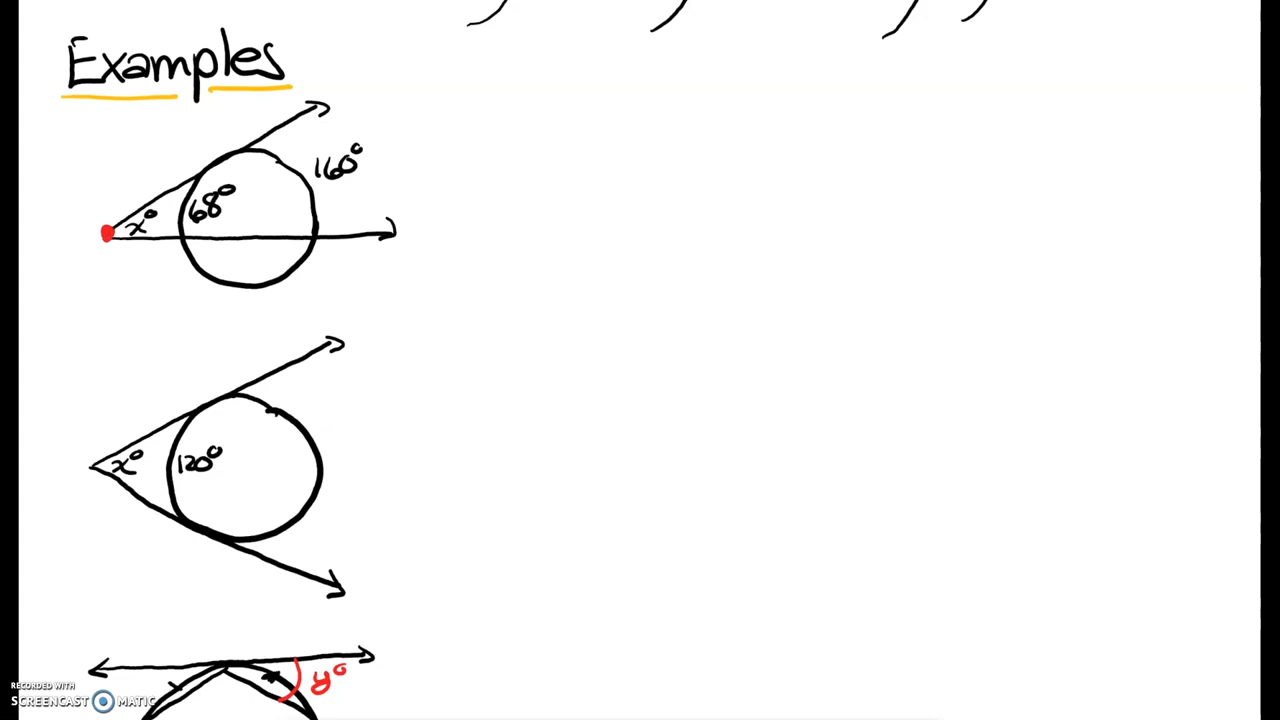 Examples
160°
68°
x°
x°
120°
y°
RECORDED WITH
SCREENCAST MATIC